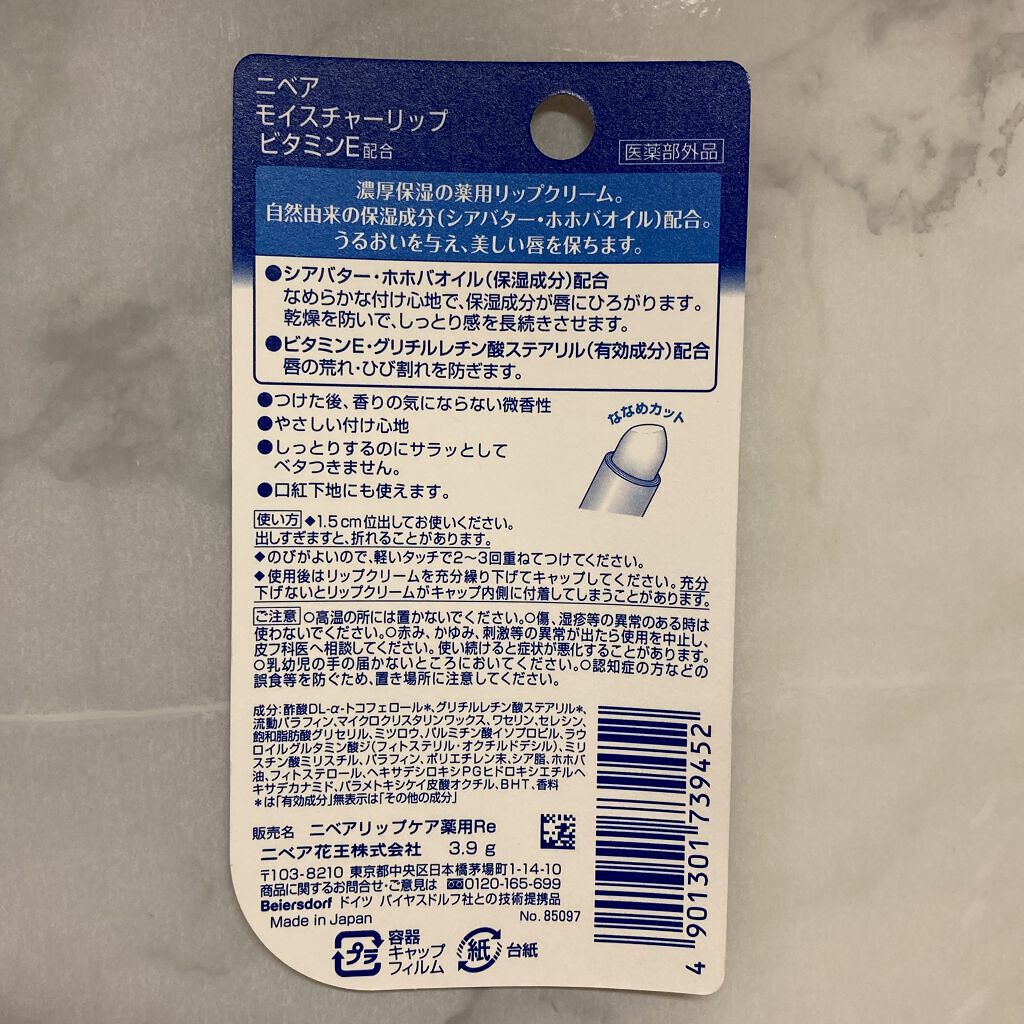 ニベア
モイスチャーリップ
ビタミンE配合
医薬部外品
濃厚保湿の薬用リップクリーム。
自然由来の保湿成分(シアバター・ホホバオイル)配合。
うるおいを与え、美しい唇を保ちます。
●シアバター・ホホバオイル(保湿成分)配合
なめらかな付け心地で、保湿成分が唇にひろがります。
乾燥を防いで、しっとり感を長続きさせます。
●ビタミンE・グリチルレチン酸ステアリル(有効成分)配合
唇の荒れ・ひび割れを防ぎます。
●つけた後、香りの気にならない微香性
●やさしい付け心地
●しっとりするのにサラッとして
ベタつきません。
●口紅下地にも使えます。
ななめカット
使い方 ◆1.5cm位出してお使いください。
出しすぎますと、折れることがあります。
◆のびがよいので、軽いタッチで2〜3回重ねてつけてください。
◆使用後はリップクリームを充分繰り下げてキャップしてください。充分
下げないとリップクリームがキャップ内側に付着してしまうことがあります。
ご注意 ○高温の所には置かないでください。○傷、湿疹等の異常のある時は
使わないでください。○赤み、かゆみ、刺激等の異常が出たら使用を中止し、
皮フ科医へ相談してください。使い続けると症状が悪化することがあります。
○乳幼児の手の届かないところにおいてください。○認知症の方などの
誤食等を防ぐため、置き場所に注意してください。
成分:酢酸DL-α-トコフェロール*、グリチルレチン酸ステアリル*、
流動パラフィン、マイクロクリスタリンワックス、ワセリン、セレシン、
飽和脂肪酸グリセリル、ミツロウ、パルミチン酸イソプロピル、ラウ
ロイルグルタミン酸ジ(フィトステリル・オクチルドデシル)、ミリ
スチン酸ミリスチル、パラフィン、ポリエチレン末、シア脂、ホホバ
油、フィトステロール、ヘキサデシロキシPGヒドロキシエチルヘ
キサデカナミド、パラメトキシケイ皮酸オクチル、BHT、香料
*は「有効成分」無表示は「その他の成分」
販売名 ニベアリップケア薬用Re
ニベア花王株式会社 3.9g
〒103-8210 東京都中央区日本橋茅場町1-14-10
商品に関するお問合せ・ご意見は 0120-165-699
Beiersdorf ドイツ バイヤスドルフ社との技術提携品
Made in Japan No.85097
プラ
容器
キャップ
フィルム
紙 台紙
4 901301 739452